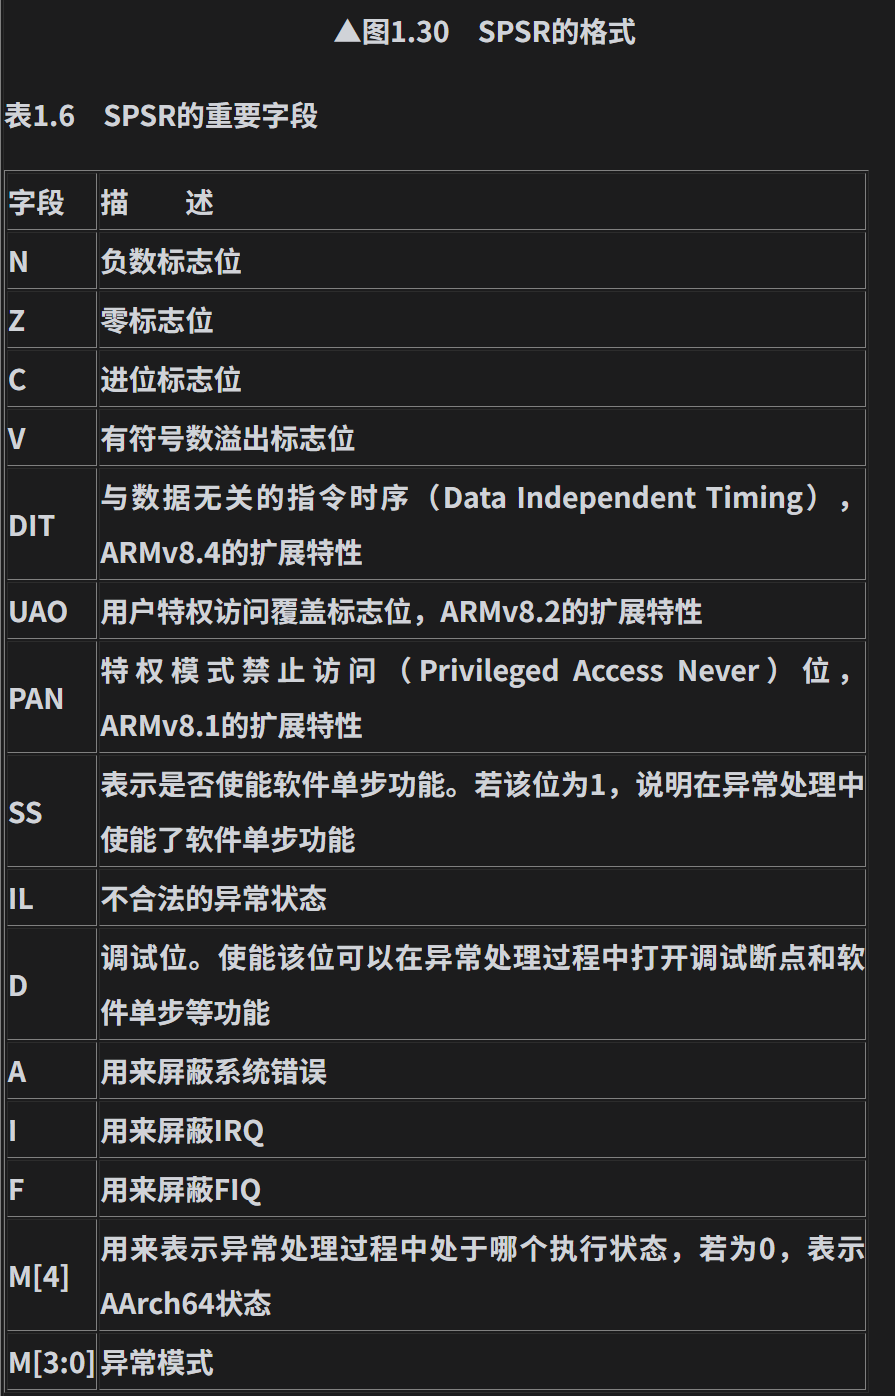 ▲图1.30 SPSR的格式
表1.6 SPSR的重要字段
字段 描 述
N 负数标志位
Z 零标志位
C 进位标志位
V 有符号数溢出标志位
DIT 与数据无关的指令时序（Data Independent Timing），
ARMv8.4的扩展特性
UAO 用户特权访问覆盖标志位，ARMv8.2的扩展特性
PAN 特权模式禁止访问（Privileged Access Never）位，
ARMv8.1的扩展特性
SS 表示是否使能软件单步功能。若该位为1，说明在异常处理中
使能了软件单步功能
IL 不合法的异常状态
D 调试位。使能该位可以在异常处理过程中打开调试断点和软
件单步等功能
A 用来屏蔽系统错误
I 用来屏蔽IRQ
F 用来屏蔽FIQ
M[4] 用来表示异常处理过程中处于哪个执行状态，若为0，表示
AArch64状态
M[3:0] 异常模式